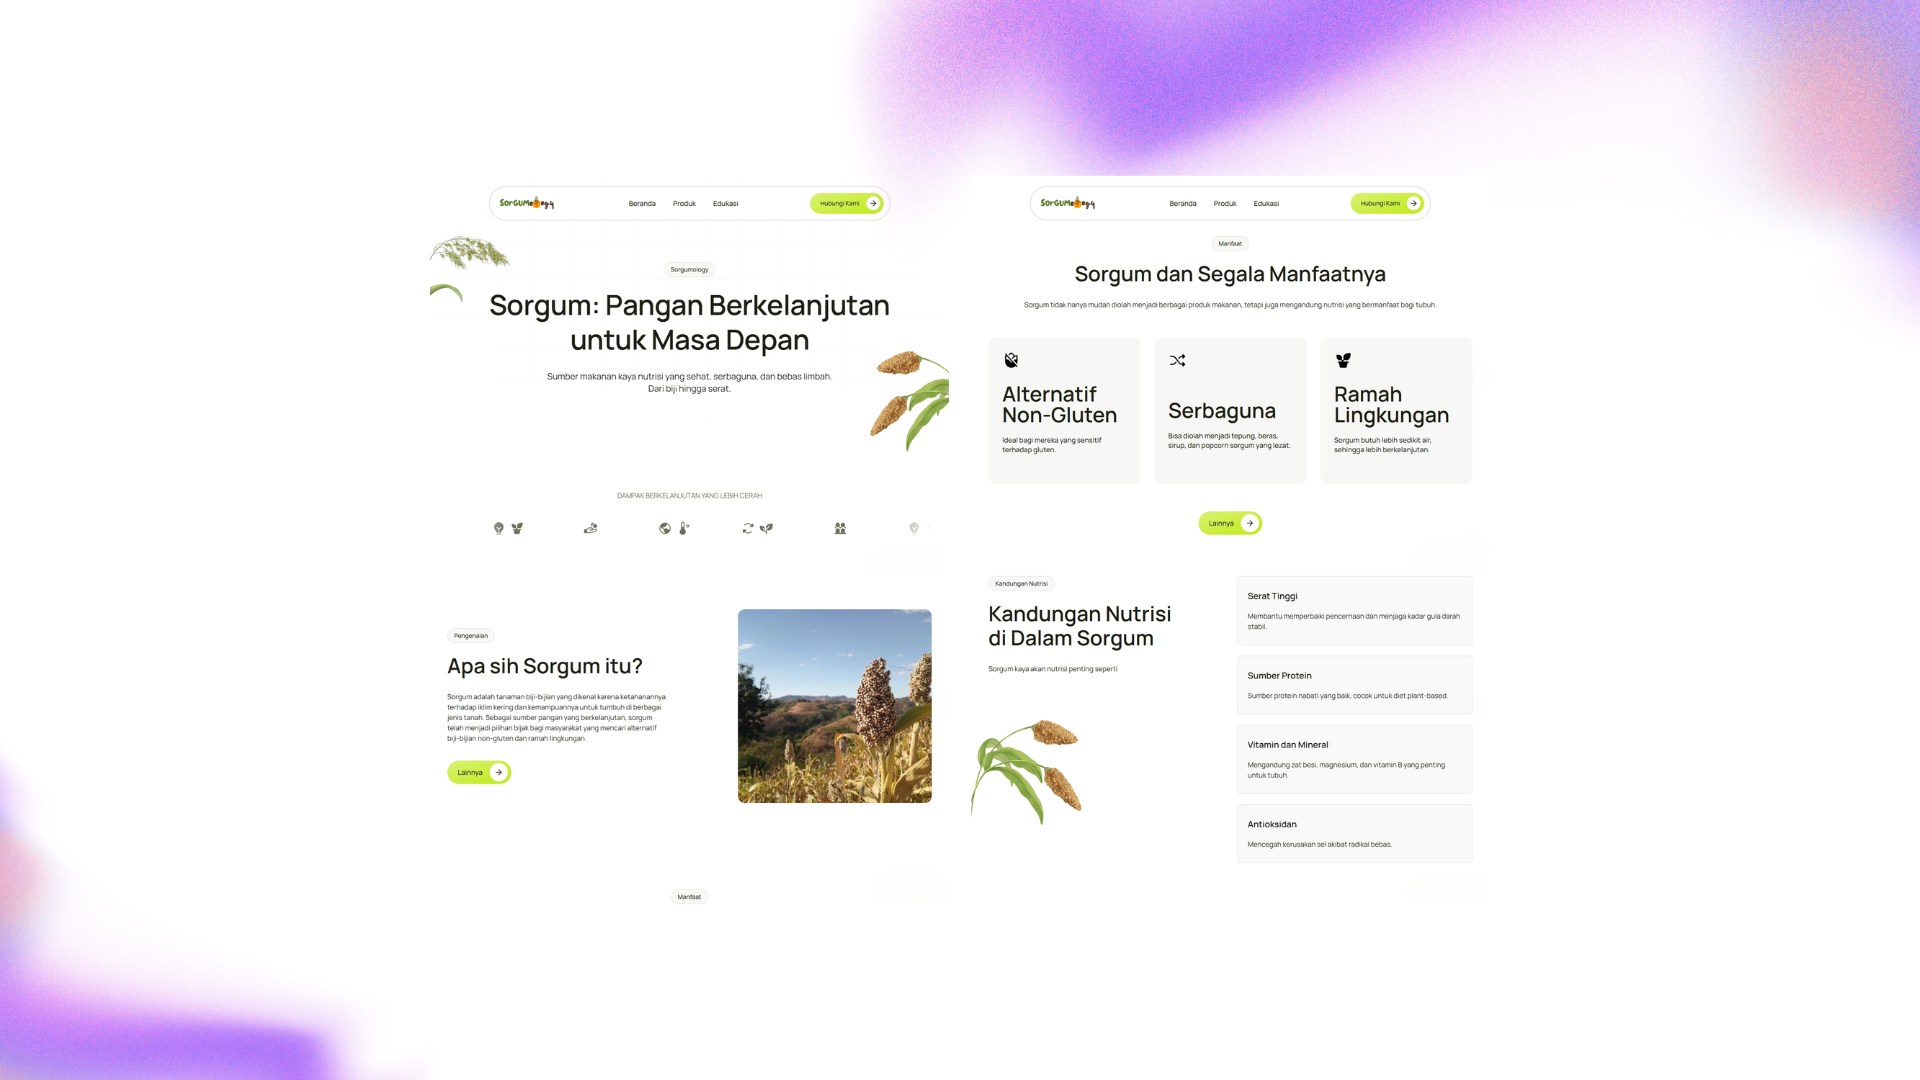 SorGUMology
Beranda
Produk
Edukasi
Hubungi Kami
Sorgumology
Sorgum: Pangan Berkelanjutan
untuk Masa Depan
Sumber makanan kaya nutrisi yang sehat, serbaguna, dan bebas limbah.
Dari biji hingga serat.
DAMPAK BERKELANJUTAN YANG LEBIH CERAH
Pengenalan
Apa sih Sorgum itu?
Sorgum adalah tanaman biji-bijian yang dikenal karena ketahanannya
terhadap iklim kering dan kemampuannya untuk tumbuh di berbagai
jenis tanah. Sebagai sumber pangan yang berkelanjutan, sorgum
telah menjadi pilihan bijak bagi masyarakat yang mencari alternatif
biji-bijian non-gluten dan ramah lingkungan.
Lainnya
Manfaat
SorGUMology
Beranda
Produk
Edukasi
Hubungi Kami
Manfaat
Sorgum dan Segala Manfaatnya
Sorgum tidak hanya mudah diolah menjadi berbagai produk makanan, tetapi juga mengandung nutrisi yang bermanfaat bagi tubuh.
Alternatif
Non-Gluten
Ideal bagi mereka yang sensitif
terhadap gluten.
Serbaguna
Bisa diolah menjadi tepung, beras,
sirup, dan popcorn sorgum yang lezat.
Ramah
Lingkungan
Sorgum butuh lebih sedikit air,
sehingga lebih berkelanjutan.
Lainnya
Kandungan Nutrisi
Kandungan Nutrisi
di Dalam Sorgum
Sorgum kaya akan nutrisi penting seperti
Serat Tinggi
Membantu memperbaiki pencernaan dan menjaga kadar gula darah
stabil.
Sumber Protein
Sumber protein nabati yang baik, cocok untuk diet plant-based.
Vitamin dan Mineral
Mengandung zat besi, magnesium, dan vitamin B yang penting
untuk tubuh.
Antioksidan
Mencegah kerusakan sel akibat radikal bebas.